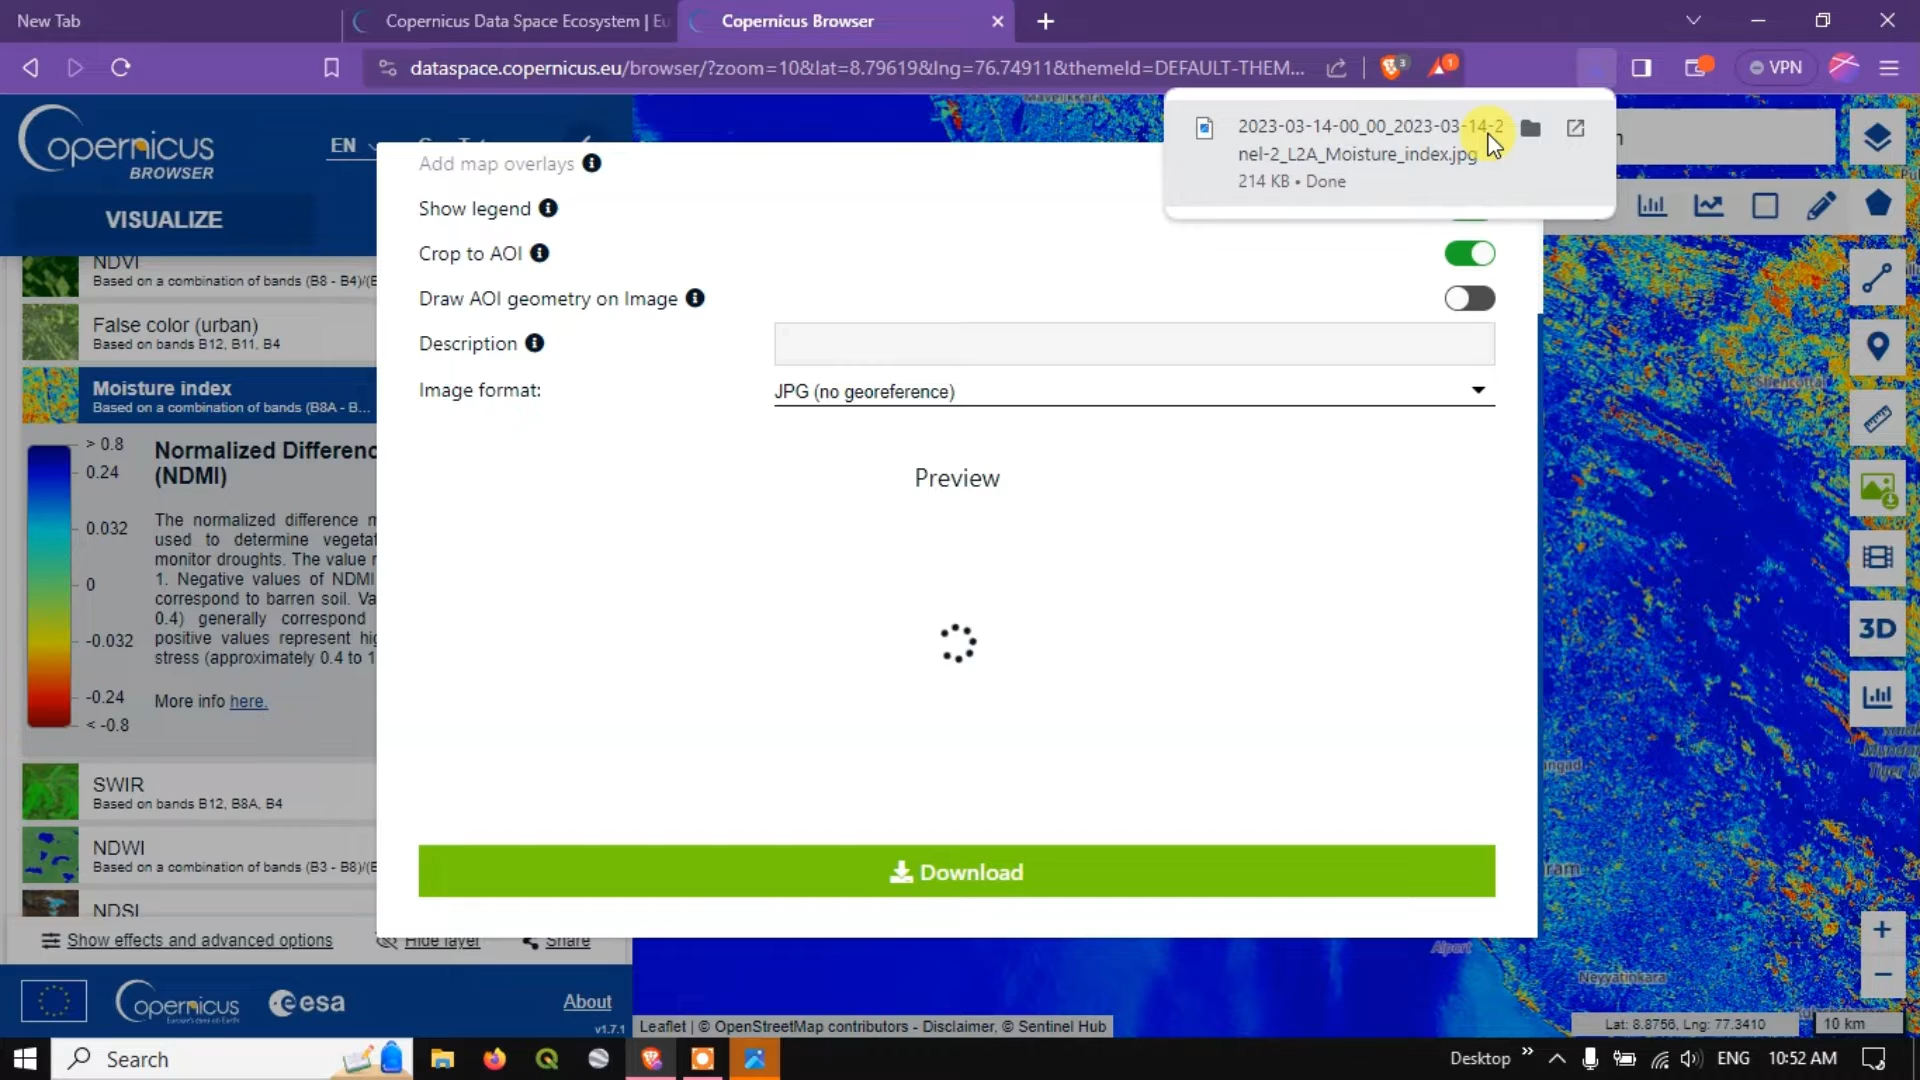 New Tab
Copernicus Data Space Ecosystem | Eu
Copernicus Browser
dataspace.copernicus.eu/browser/?zoom=10&lat=8.79619&lng=76.74911&themeId=DEFAULT-THEM...
3
1
VPN
2023-03-14-00_00_2023-03-14-2
nel-2_L2A_Moisture_index.jpg
214 KB • Done
Copernicus
BROWSER
EN
VISUALIZE
NDVI
Based on a combination of bands (B8 - B4)/(E
False color (urban)
Based on bands B12, B11, B4
Moisture index
Based on a combination of bands (B8A - B...
> 0.8
0.24
0.032
0
-0.032
-0.24
< -0.8
Normalized Differenc
(NDMI)
The normalized difference m
used to determine vegetat
monitor droughts. The value r
1. Negative values of NDMI
correspond to barren soil. Va
0.4) generally correspond
positive values represent hig
stress (approximately 0.4 to 1
More info here.
SWIR
Based on bands B12, B8A, B4
NDWI
Based on a combination of bands (B3 - B8)/(E
NDSI
Show effects and advanced options
Hide layer
Share
Copernicus
Europe's eyes on Earth
esa
About
v1.7.1
Add map overlays
Show legend
Crop to AOI
Draw AOI geometry on Image
Description
Image format:
JPG (no georeference)
Preview
Download
3D
Neyyattinkara
Leaflet | © OpenStreetMap contributors - Disclaimer, © Sentinel Hub
Lat: 8.8756, Lng: 77.3410
10 km
Search
Desktop
ENG
10:52 AM